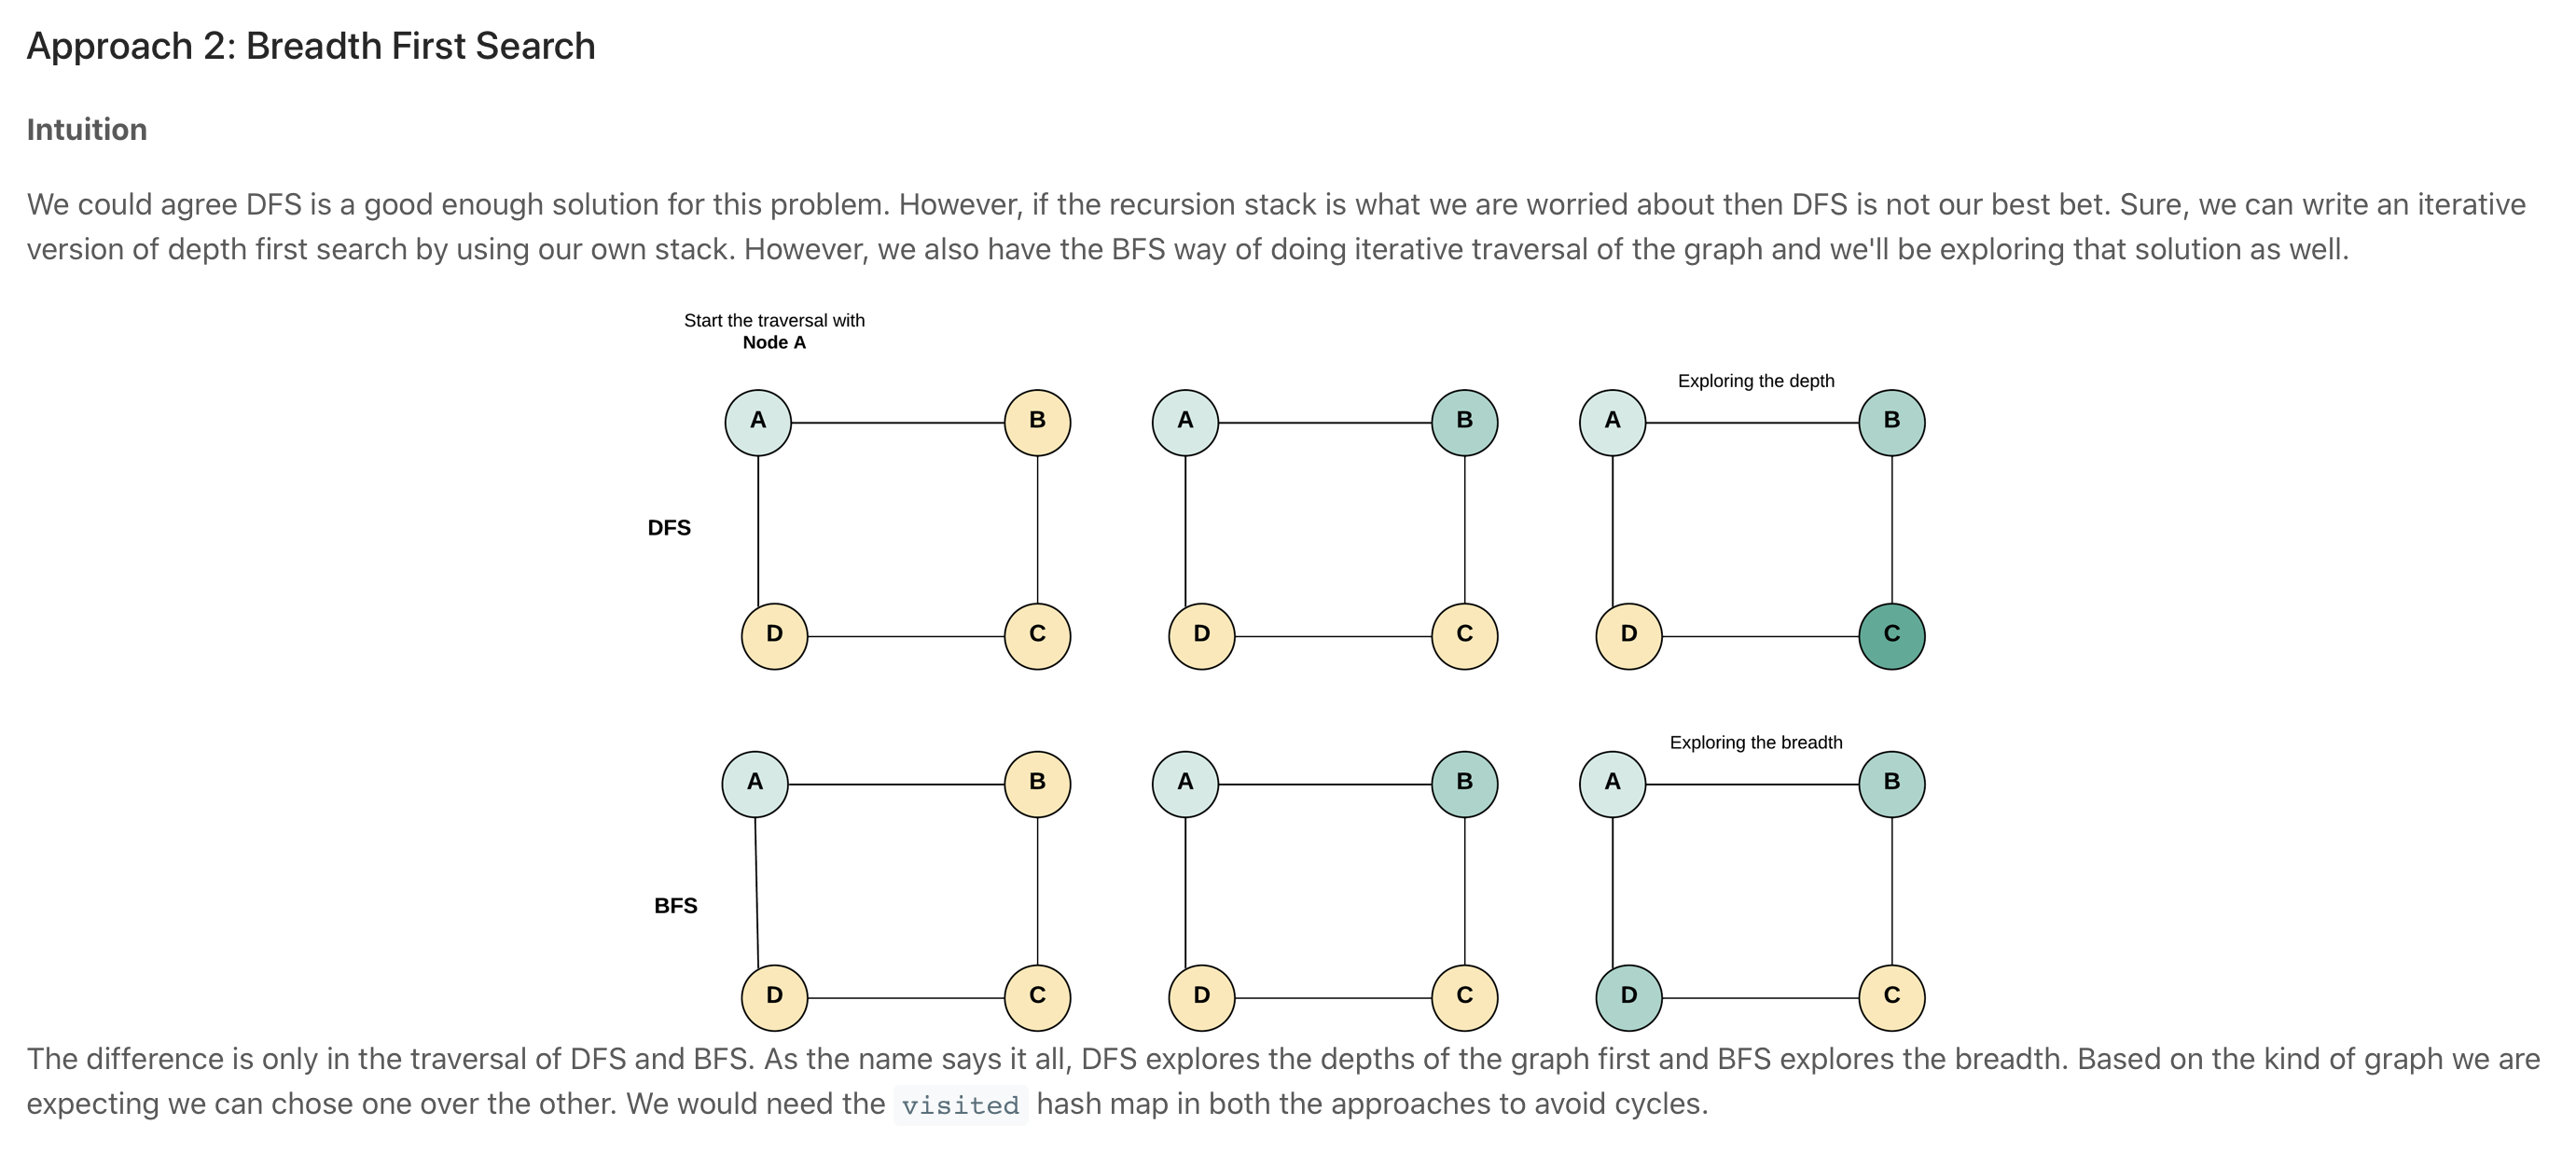 Approach 2: Breadth First Search
Intuition
We could agree DFS is a good enough solution for this problem. However, if the recursion stack is what we are worried about then DFS is not our best bet. Sure, we can write an iterative
version of depth first search by using our own stack. However, we also have the BFS way of doing iterative traversal of the graph and we'll be exploring that solution as well.
Start the traversal with
Node A
Exploring the depth
A B A B A B
DFS
D C D C D C
Exploring the breadth
A B A B A B
BFS
D C D C D C
The difference is only in the traversal of DFS and BFS. As the name says it all, DFS explores the depths of the graph first and BFS explores the breadth. Based on the kind of graph we are
expecting we can chose one over the other. We would need the visited hash map in both the approaches to avoid cycles.